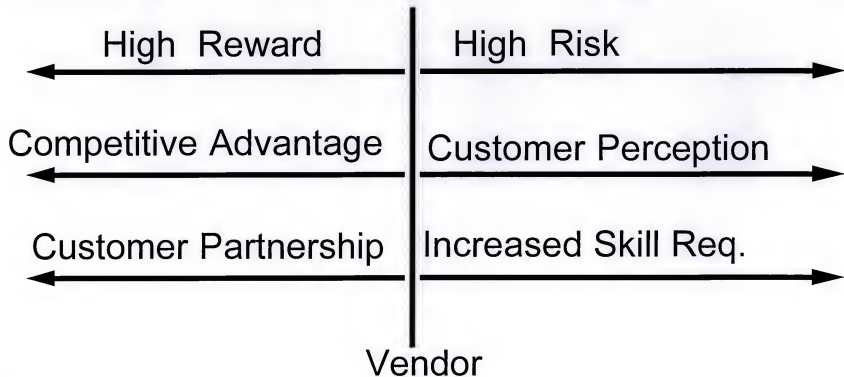 High Reward High Risk
Competitive Advantage Customer Perception
Customer Partnership Increased Skill Req.
Vendor